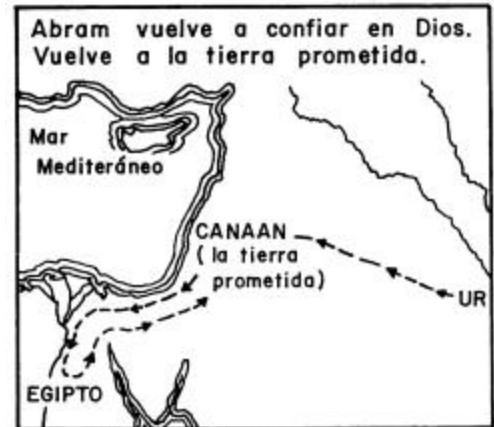 Abram vuelve a confiar en Dios.
Vuelve a la tierra prometida.
Mar
Mediteráneo
CANAAN
(la tierra
prometida)
UR
EGIPTO